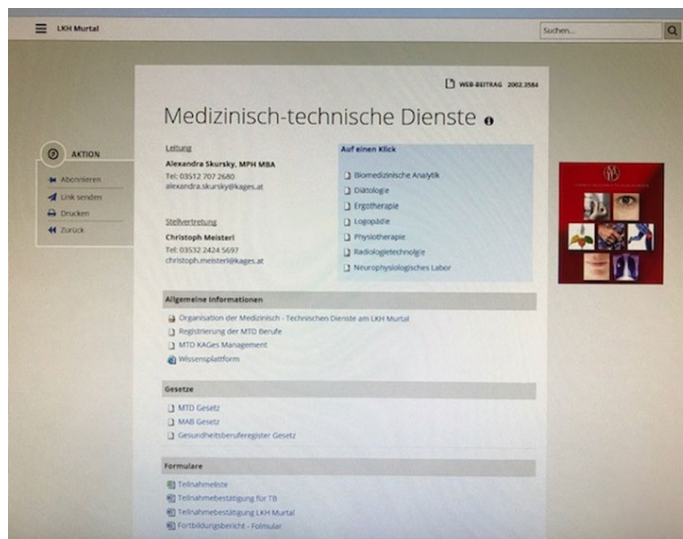 LKH Murtal
Suchen...
WEB-BEITRAG 2002.3584
Medizinisch-technische Dienste
AKTION
Abonnieren
Link senden
Drucken
Zurück
Leitung
Alexandra Skursky, MPH MBA
Tel: 03512 707 2680
alexandra.skursky@kages.at
Stellvertretung
Christoph Meisterl
Tel: 03532 2424 5697
christoph.meisterl@kages.at
Auf einen Klick
Biomedizinische Analytik
Diätologie
Ergotherapie
Logopädie
Physiotherapie
Radiologietechnolgie
Neurophysiologisches Labor
Allgemeine Informationen
Organisation der Medizinisch - Technischen Dienste am LKH Murtal
Registrierung der MTD Berufe
MTD KAGes Management
Wissensplattform
Gesetze
MTD Gesetz
MAB Gesetz
Gesundheitsberuferegister Gesetz
Formulare
Teilnahmeliste
Teilnahmebestätigung für TB
Teilnahmebestätigung LKH Murtal
Fortbildungsbericht - Folmular